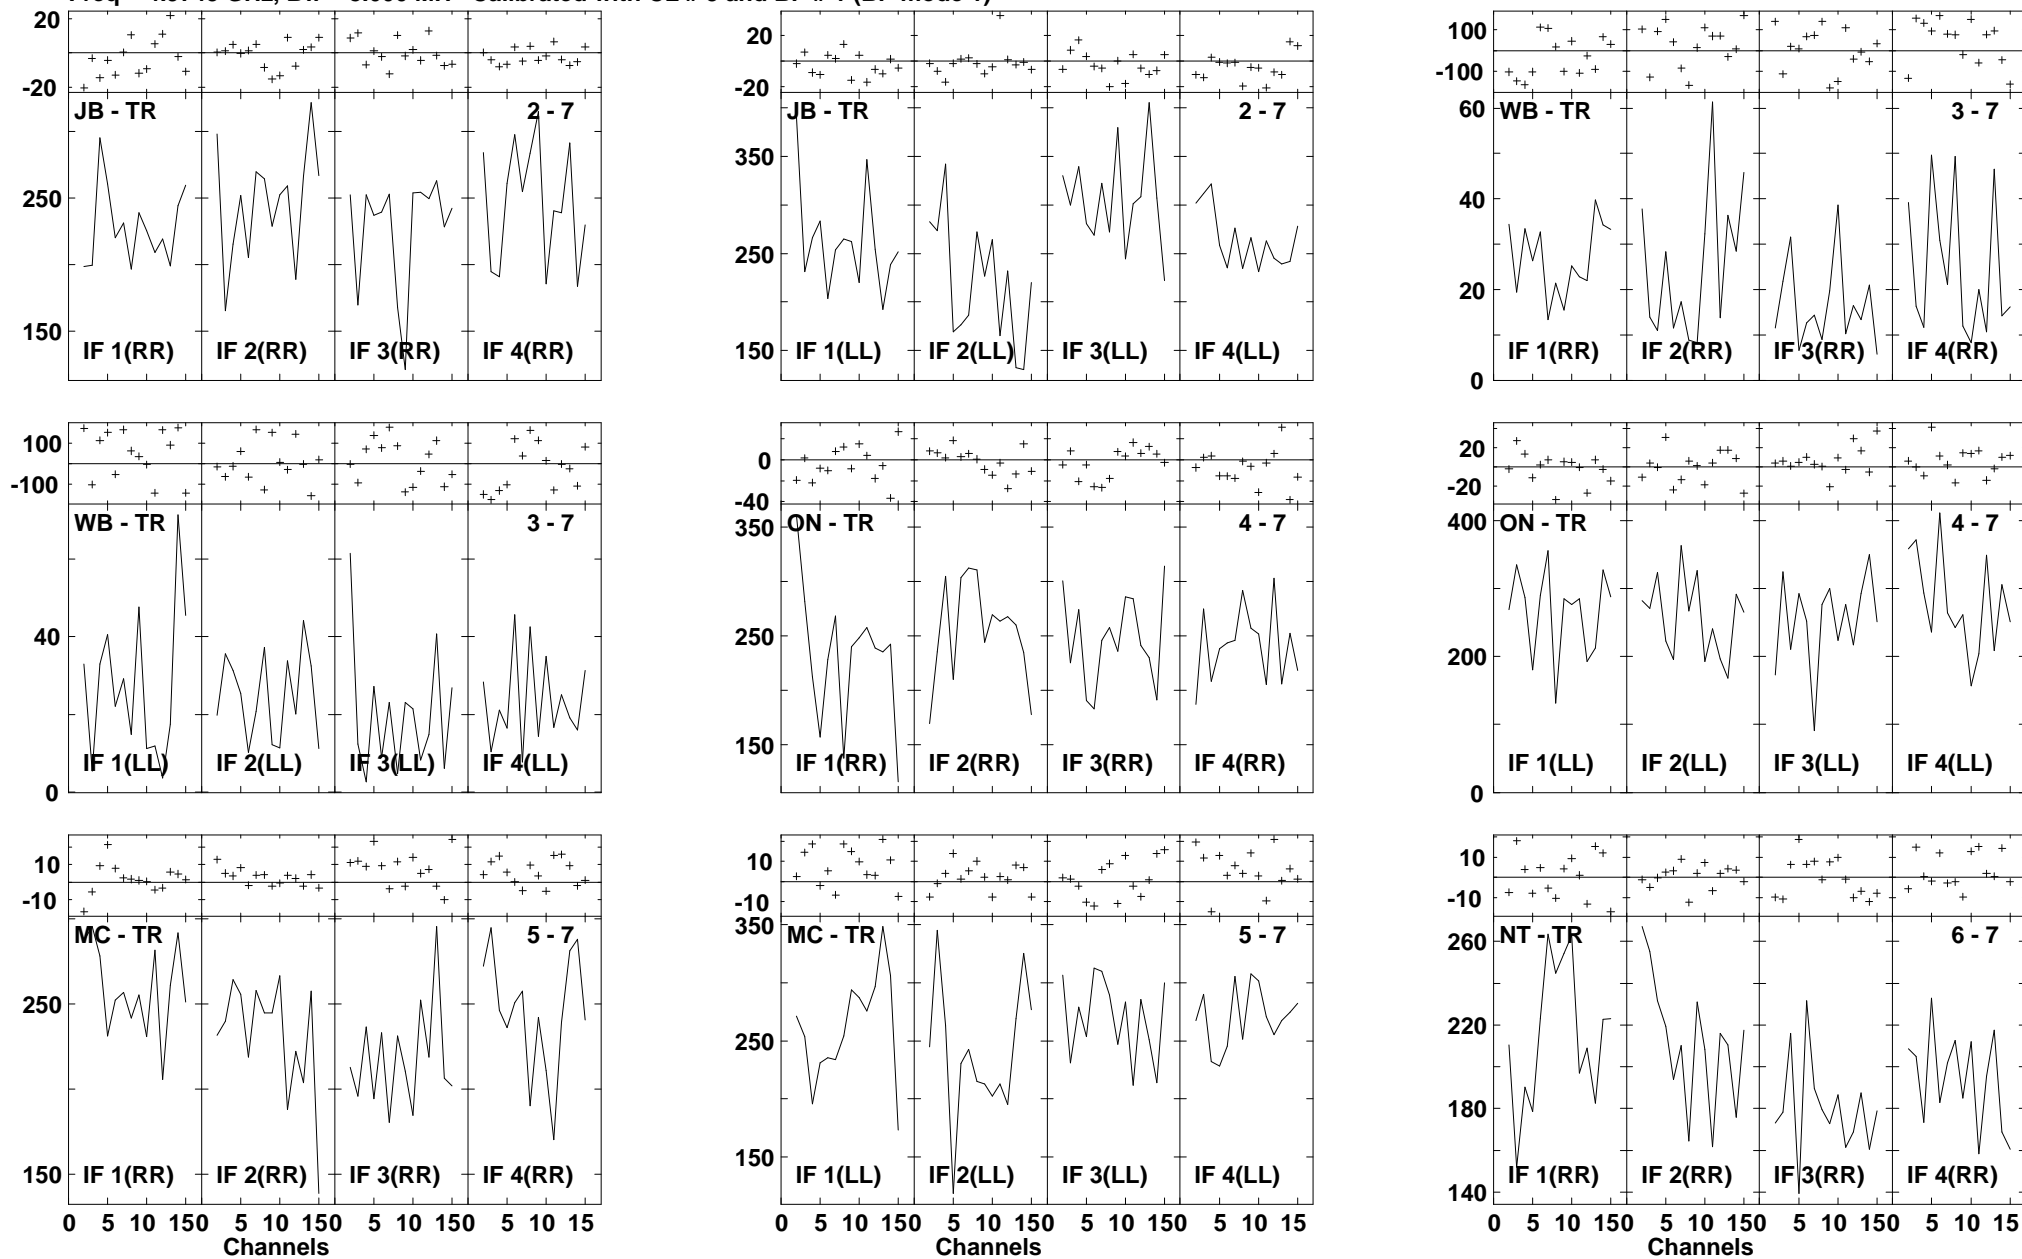 20
-20
JB - TR
2 - 7
250
150
IF 1(RR) IF 2(RR) IF 3(RR) IF 4(RR)
20
-20
JB - TR
2 - 7
350
250
150
IF 1(LL) IF 2(LL) IF 3(LL) IF 4(LL)
100
-100
WB - TR
3 - 7
60
40
20
0
IF 1(RR) IF 2(RR) IF 3(RR) IF 4(RR)
100
-100
WB - TR
3 - 7
40
0
IF 1(LL) IF 2(LL) IF 3(LL) IF 4(LL)
0
-40
ON - TR
4 - 7
350
250
150
IF 1(RR) IF 2(RR) IF 3(RR) IF 4(RR)
20
-20
ON - TR
4 - 7
400
200
0
IF 1(LL) IF 2(LL) IF 3(LL) IF 4(LL)
10
-10
MC - TR
5 - 7
250
150
IF 1(RR) IF 2(RR) IF 3(RR) IF 4(RR)
0 5 10 150 5 10 150 5 10 150 5 10 15
Channels
10
-10
MC - TR
5 - 7
350
250
150
IF 1(LL) IF 2(LL) IF 3(LL) IF 4(LL)
0 5 10 150 5 10 150 5 10 150 5 10 15
Channels
10
-10
NT - TR
6 - 7
260
220
180
140
IF 1(RR) IF 2(RR) IF 3(RR) IF 4(RR)
0 5 10 150 5 10 150 5 10 150 5 10 15
Channels